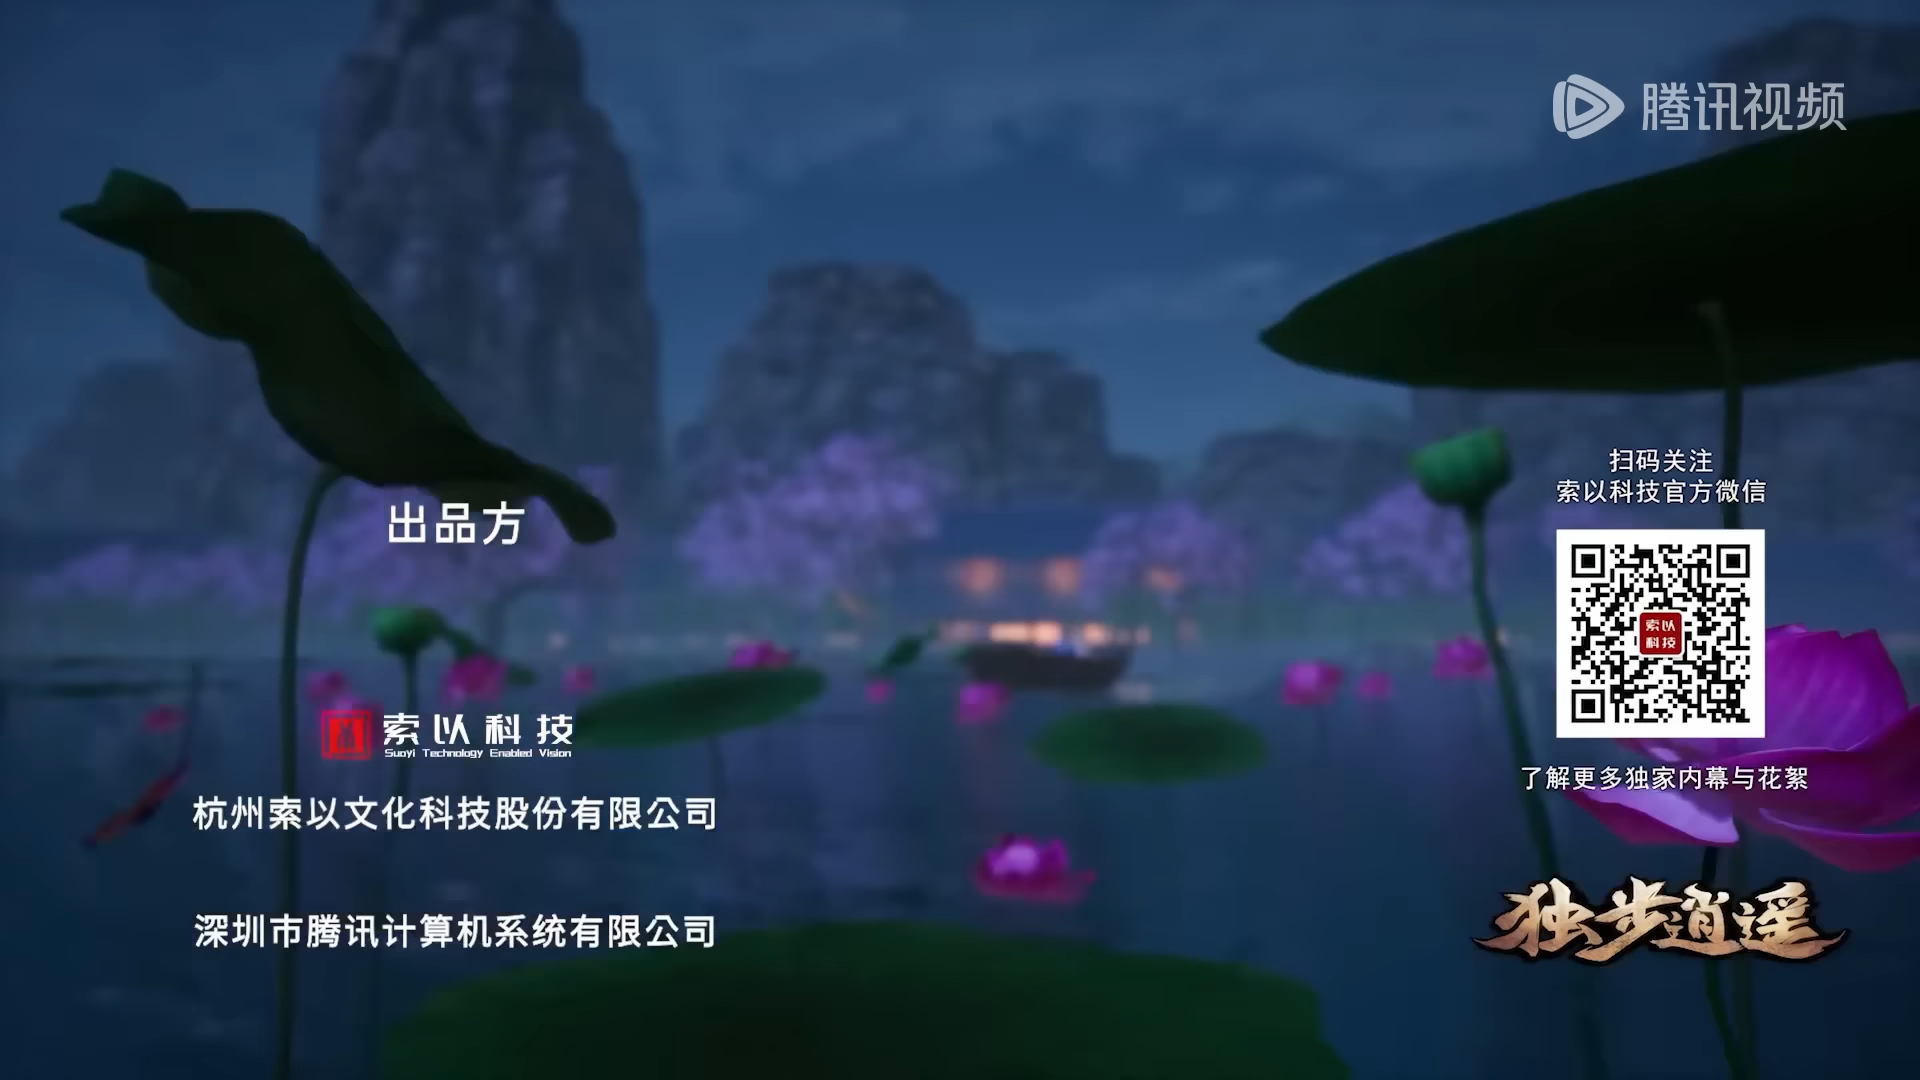 腾讯视频
扫码关注
索以科技官方微信
出品方
索以
科技
索以科技
Suoyi Technology Enabled Vision
了解更多独家内幕与花絮
杭州索以文化科技股份有限公司
独步逍遥
深圳市腾讯计算机系统有限公司